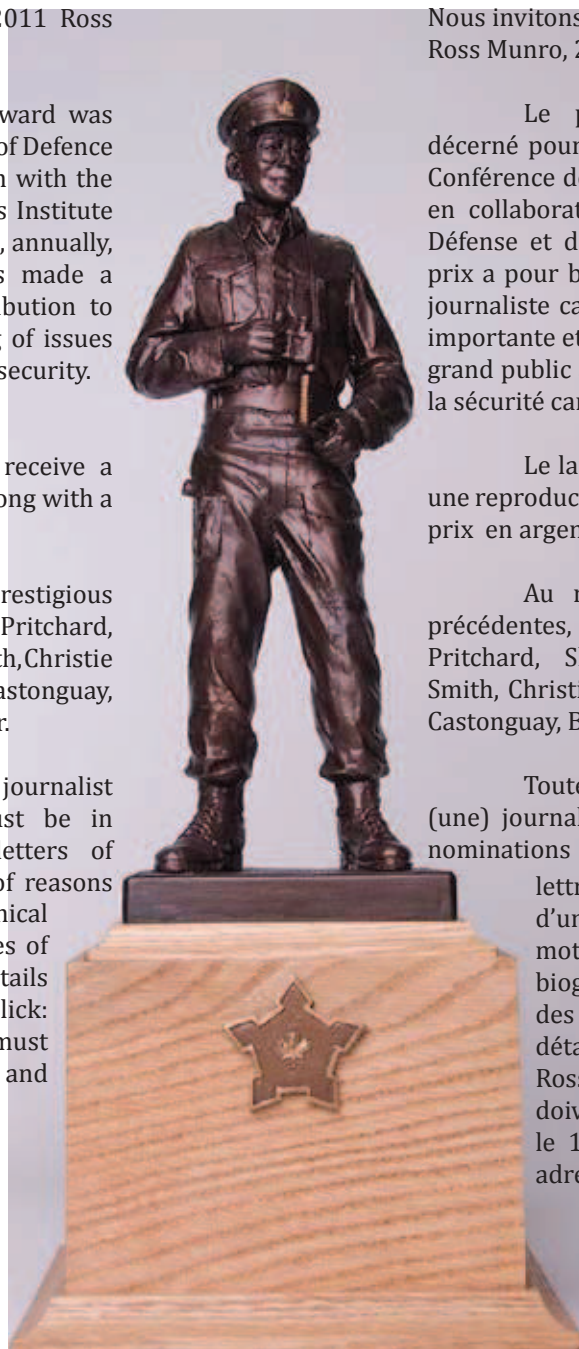 2011 Ross
ward was
of Defence
n with the
s Institute
, annually,
s made a
bution to
g of issues
security.
receive a
ong with a
restigious
Pritchard,
th, Christie
astonguay,
r.
journalist
ust be in
etters of
of reasons
nical
es of
tails
lick:
must
and
Nous invitons
Ross Munro, 2
Le p
décerné pour
Conférence de
en collaborat
Défense et d
prix a pour b
journaliste ca
importante et
grand public
la sécurité can
Le la
une reproduc
prix en argen
Au n
précédentes,
Pritchard, S
Smith, Christi
Castonguay, B
Toute
(une) journal
nominations
lettr
d'un
mot
biog
des
déta
Ross
doiv
le 1
adre